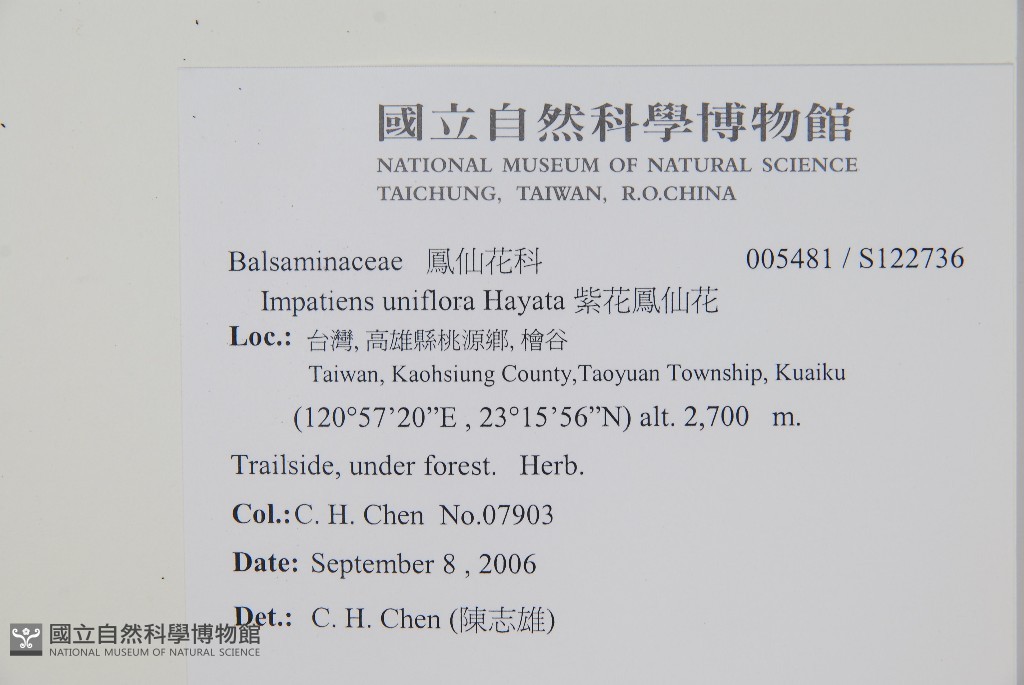 國立自然科學博物館
NATIONAL MUSEUM OF NATURAL SCIENCE
TAICHUNG, TAIWAN, R.O.CHINA
Balsaminaceae 鳳仙花科 005481 / S122736
Impatiens uniflora Hayata 紫花鳳仙花
Loc.: 台灣, 高雄縣桃源鄉, 檜谷
Taiwan, Kaohsiung County,Taoyuan Township, Kuaiku
(120°57’20”E , 23°15’56”N) alt. 2,700 m.
Trailside, under forest. Herb.
Col.:C. H. Chen No.07903
Date: September 8 , 2006
Det.: C. H. Chen (陳志雄)
國立自然科學博物館
NATIONAL MUSEUM OF NATURAL SCIENCE